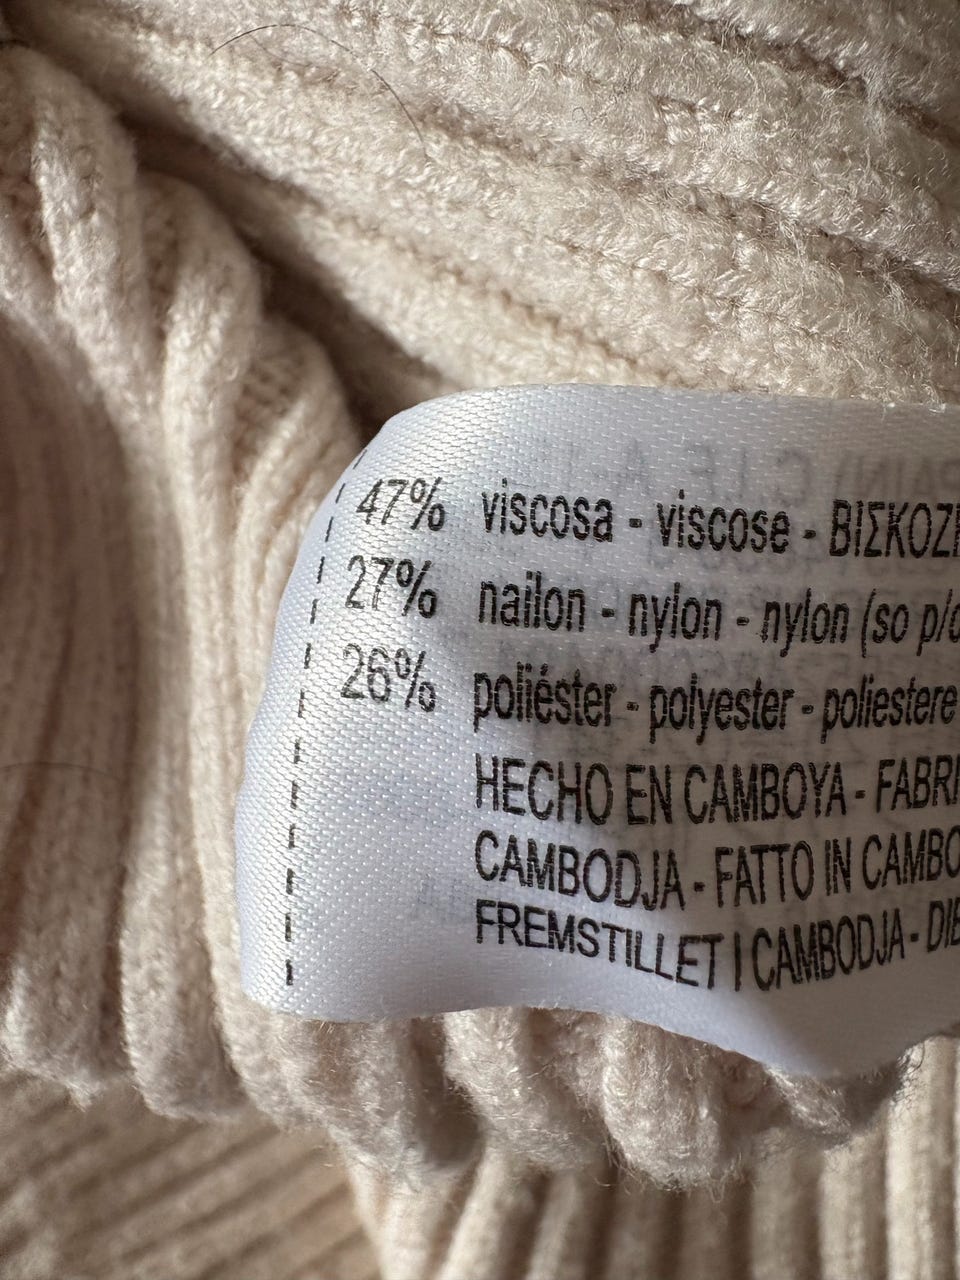 47% viscosa - viscose - ΒΙΣΚΟΖΗ
27% nailon - nylon - nylon (so p/
26% poliéster - polyester - poliestere
HECHO EN CAMBOYA - FABRI
CAMBODJA - FATTO IN CAMBO
FREMSTILLET I CAMBODJA - DIE